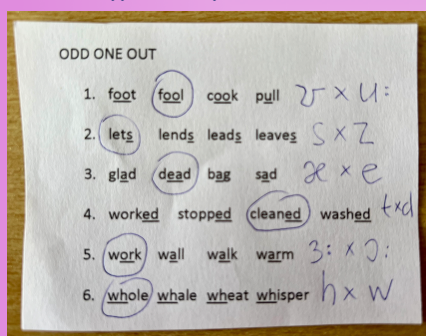 ODD ONE OUT
1. foot fool cook pull ʊ x u:
2. lets lends leads leaves s x z
3. glad dead bag sad æ x e
4. worked stopped cleaned washed t x d
5. work wall walk warm ɜ: x ɔ:
6. whole whale wheat whisper h x w